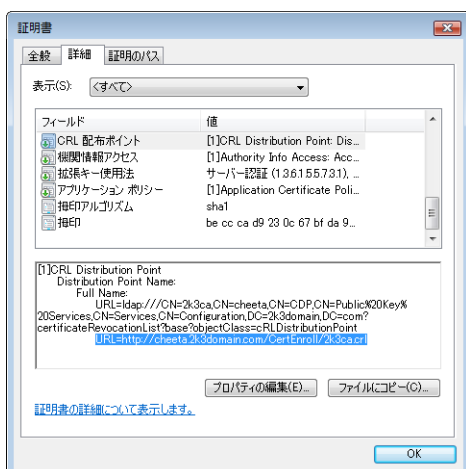 証明書
全般 詳細 証明のパス
表示(S): <すべて>
フィールド 値
CRL 配布ポイント [1]CRL Distribution Point: Dis...
機関情報アクセス [1]Authority Info Access: Acc...
拡張キー使用法 サーバー認証 (1.3.6.1.5.5.7.3.1), ...
アプリケーション ポリシー [1]Application Certificate Poli...
拇印アルゴリズム sha1
拇印 be cc ca d9 23 0c 67 bf da 9...
[1]CRL Distribution Point
Distribution Point Name:
Full Name:
URL=ldap:///CN=2k3ca,CN=cheeta,CN=CDP,CN=Public%20Key%
20Services,CN=Services,CN=Configuration,DC=2k3domain,DC=com?
certificateRevocationList?base?objectClass=cRLDistributionPoint
URL=http://cheeta.2k3domain.com/CertEnroll/2k3ca.crl
プロパティの編集(E)... ファイルにコピー(C)...
証明書の詳細について表示します。
OK